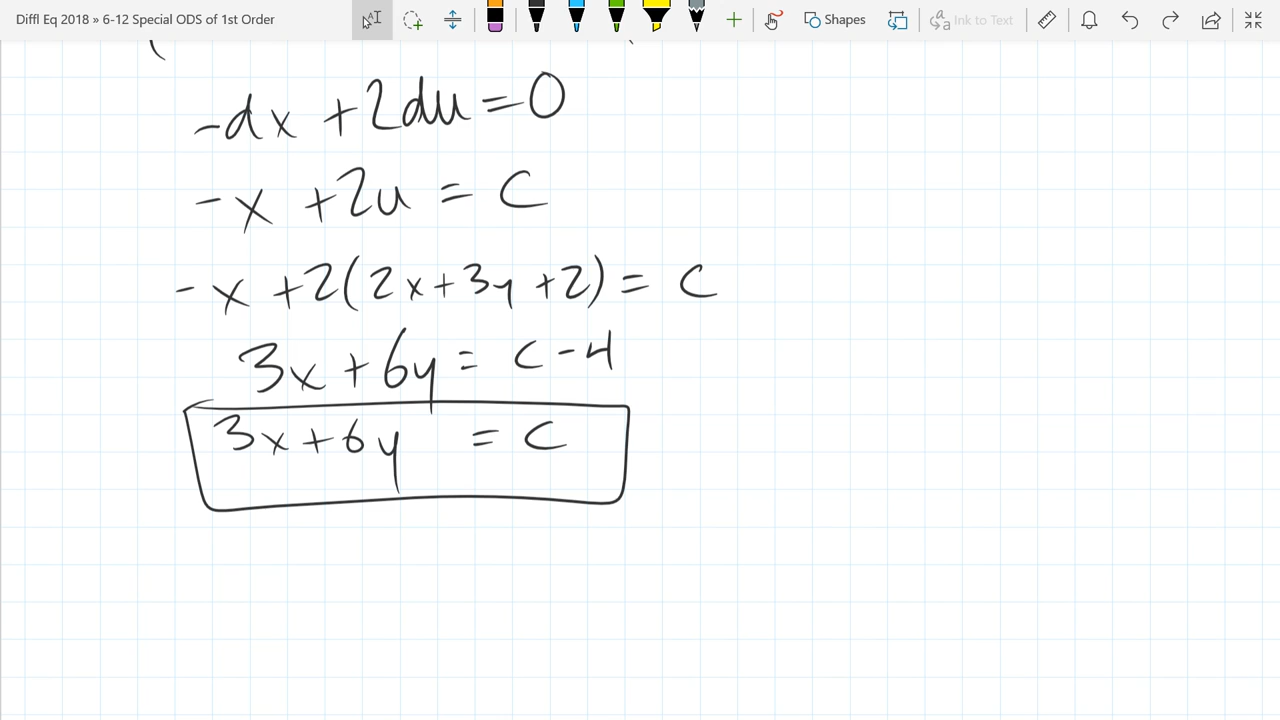 Diffl Eq 2018 » 6-12 Special ODS of 1st Order
Shapes
Ink to Text
-dx +2du=0
-x +2u = C
-x +2(2x+3y+2) = C
3x+6y= C-4
3x+6y = C